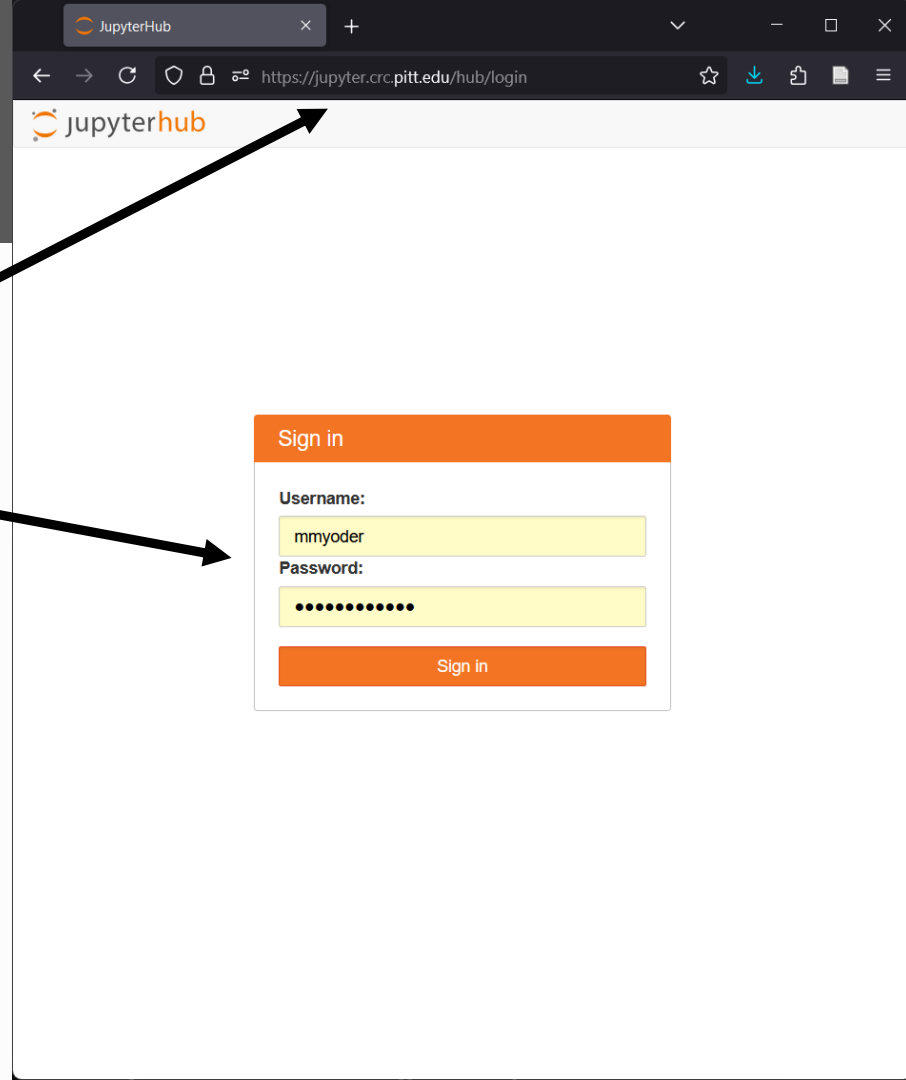 JupyterHub
https://jupyter.crc.pitt.edu/hub/login
jupyterhub
Sign in
Username:
mmyoder
Password:
••••••••••••
Sign in